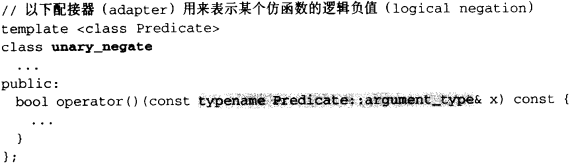 // 以下配接器 (adapter) 用来表示某个仿函数的逻辑负值 (logical negation)
template <class Predicate>
class unary_negate
...
public:
bool operator()(const typename Predicate::argument_type& x) const {
...
}
};